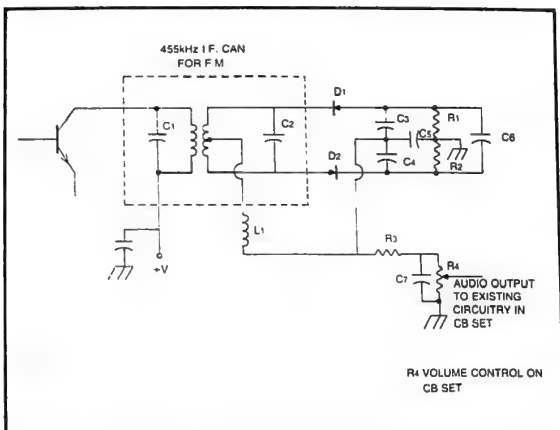 455kHz I F. CAN
FOR F M
D1
C1
C2
C3
R1
C5
C6
C4
D2
R2
L1
+V
R3
C7
R4
AUDIO OUTPUT
TO EXISTING
CIRCUITRY IN
CB SET
R4 VOLUME CONTROL ON
CB SET